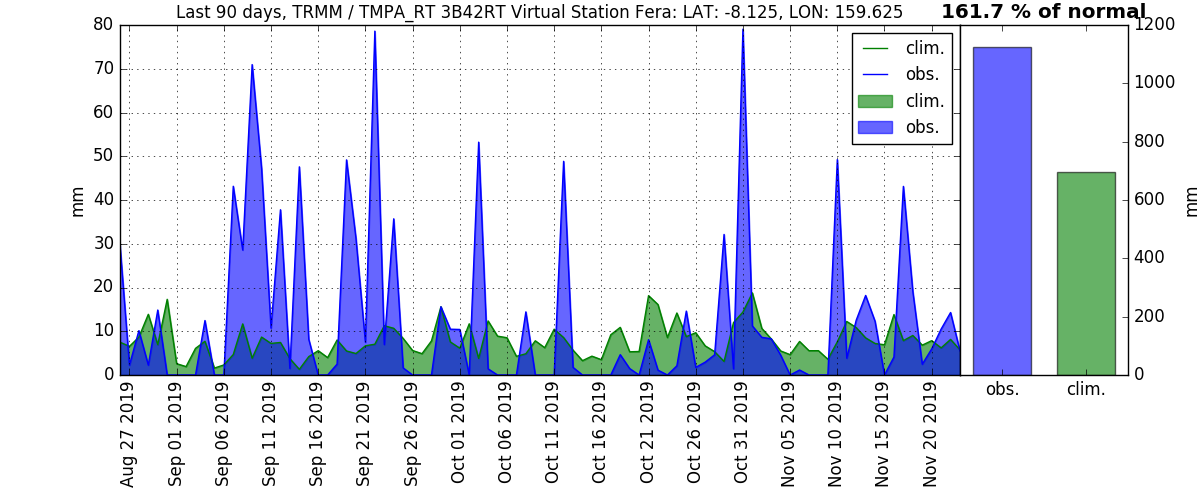 Last 90 days, TRMM / TMPA_RT 3B42RT Virtual Station Fera: LAT: -8.125, LON: 159.625
161.7 % of normal
80
70
60
50
40
30
20
10
0
mm
clim.
obs.
clim.
obs.
1200
1000
800
600
400
200
0
mm
obs.
clim.
Aug 27 2019
Sep 01 2019
Sep 06 2019
Sep 11 2019
Sep 16 2019
Sep 21 2019
Sep 26 2019
Oct 01 2019
Oct 06 2019
Oct 11 2019
Oct 16 2019
Oct 21 2019
Oct 26 2019
Oct 31 2019
Nov 05 2019
Nov 10 2019
Nov 15 2019
Nov 20 2019